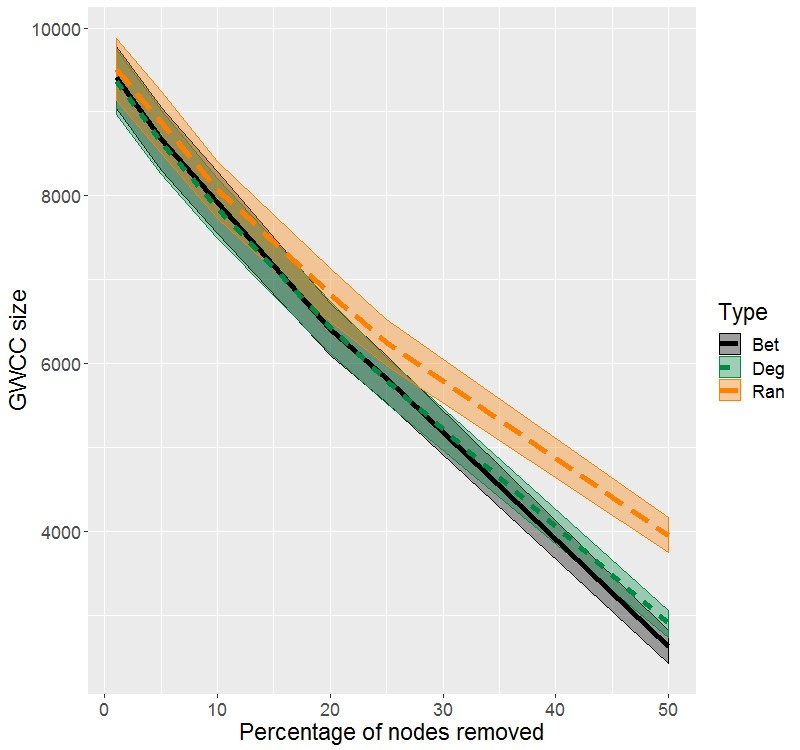 10000
8000
6000
4000
GWCC size
0 10 20 30 40 50
Percentage of nodes removed
Type
Bet
Deg
Ran